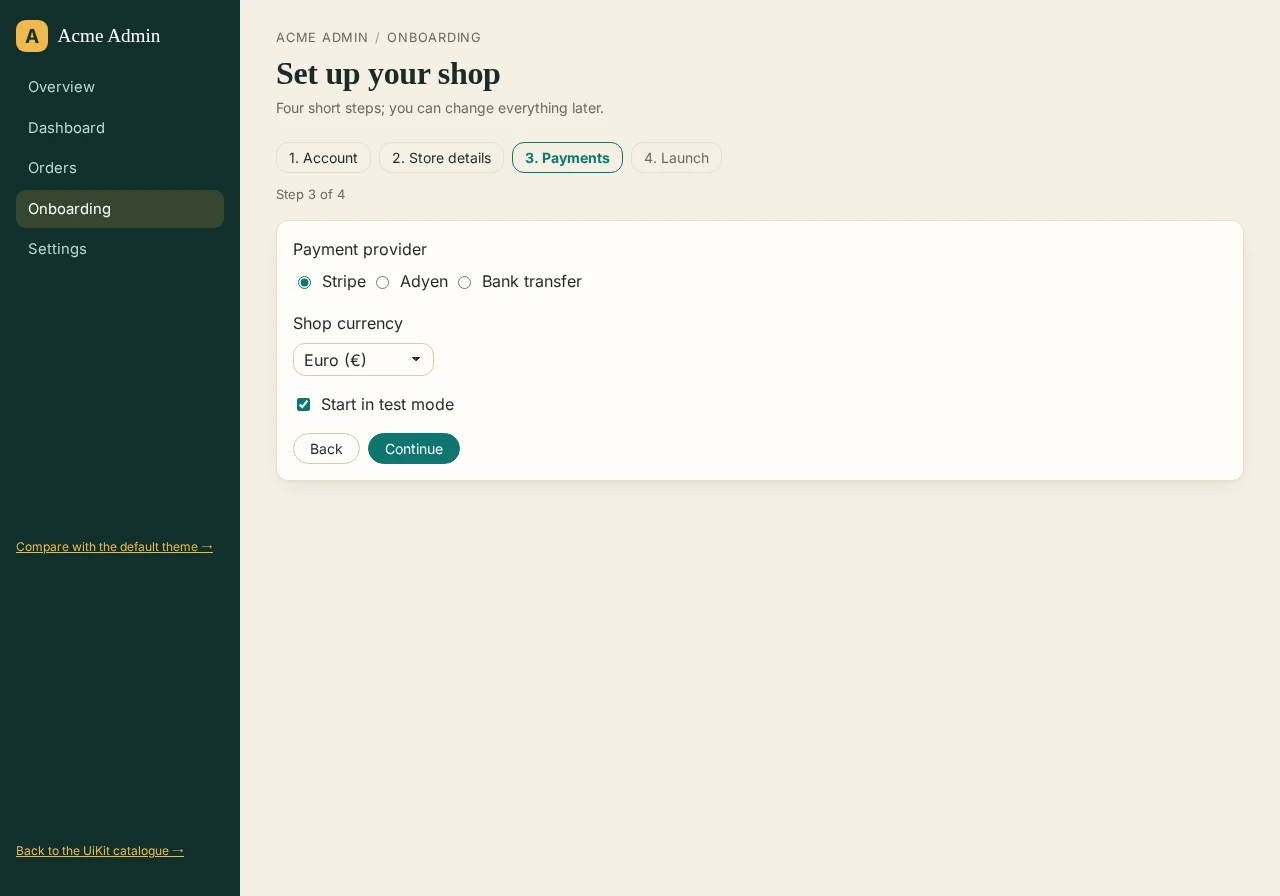 A Acme Admin
Overview
Dashboard
Orders
Onboarding
Settings
Compare with the default theme →
Back to the UiKit catalogue →
ACME ADMIN / ONBOARDING
Set up your shop
Four short steps; you can change everything later.
1. Account 2. Store details 3. Payments 4. Launch
Step 3 of 4
Payment provider
Stripe Adyen Bank transfer
Shop currency
Euro (€)
Start in test mode
Back Continue